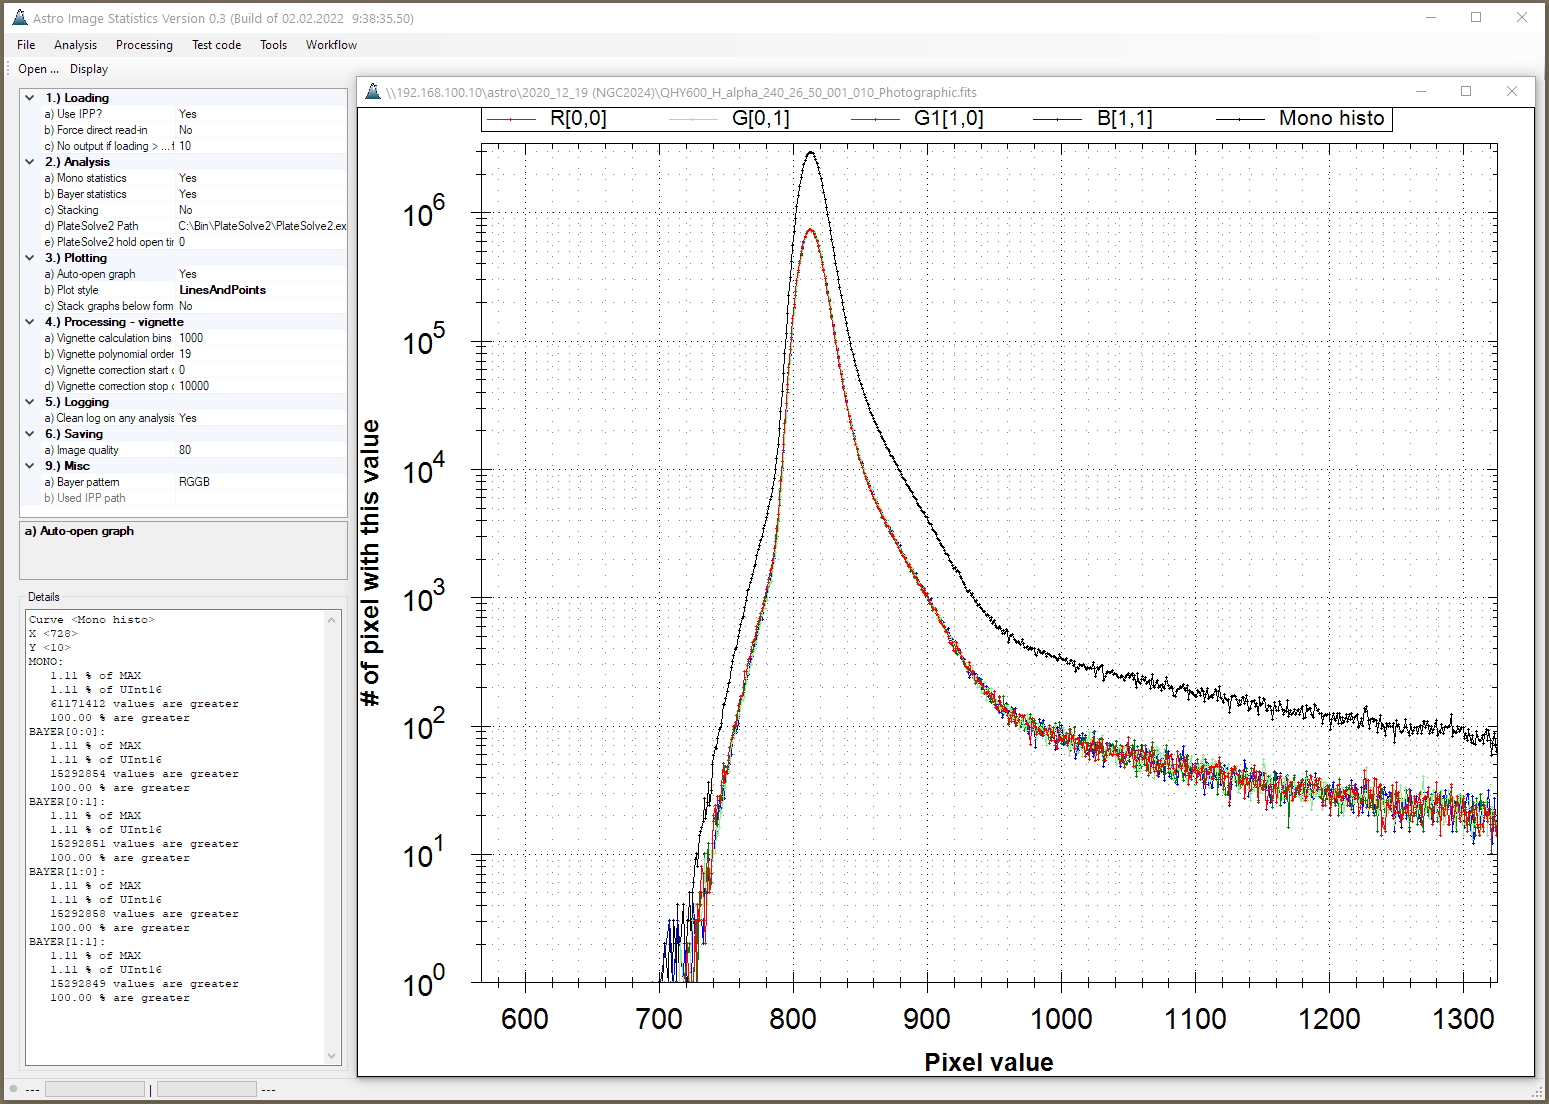 Astro Image Statistics Version 0.3 (Build of 02.02.2022 9:38:35.50)
File Analysis Processing Test code Tools Workflow
Open ... Display
1.) Loading
a) Use IPP? Yes
b) Force direct read-in No
c) No output if loading > ... f 10
2.) Analysis
a) Mono statistics Yes
b) Bayer statistics Yes
c) Stacking No
d) PlateSolve2 Path C:\Bin\PlateSolve2\PlateSolve2.ex
e) PlateSolve2 hold open tir 0
3.) Plotting
a) Auto-open graph Yes
b) Plot style LinesAndPoints
c) Stack graphs below form No
4.) Processing - vignette
a) Vignette calculation bins 1000
b) Vignette polynomial order 19
c) Vignette correction start c 0
d) Vignette correction stop c 10000
5.) Logging
a) Clean log on any analysis Yes
6.) Saving
a) Image quality 80
9.) Misc
a) Bayer pattern RGGB
b) Used IPP path
a) Auto-open graph
Details
Curve <Mono histo>
X <728>
Y <10>
MONO:
1.11 % of MAX
1.11 % of UInt16
61171412 values are greater
100.00 % are greater
BAYER[0:0]:
1.11 % of MAX
1.11 % of UInt16
15292854 values are greater
100.00 % are greater
BAYER[0:1]:
1.11 % of MAX
1.11 % of UInt16
15292851 values are greater
100.00 % are greater
BAYER[1:0]:
1.11 % of MAX
1.11 % of UInt16
15292858 values are greater
100.00 % are greater
BAYER[1:1]:
1.11 % of MAX
1.11 % of UInt16
15292849 values are greater
100.00 % are greater
--- | ---
\\192.168.100.10\astro\2020_12_19 (NGC2024)\QHY600_H_alpha_240_26_50_001_010_Photographic.fits
R[0,0] G[0,1] G1[1,0] B[1,1] Mono histo
# of pixel with this value
10^6
10^5
10^4
10^3
10^2
10^1
10^0
600 700 800 900 1000 1100 1200 1300
Pixel value